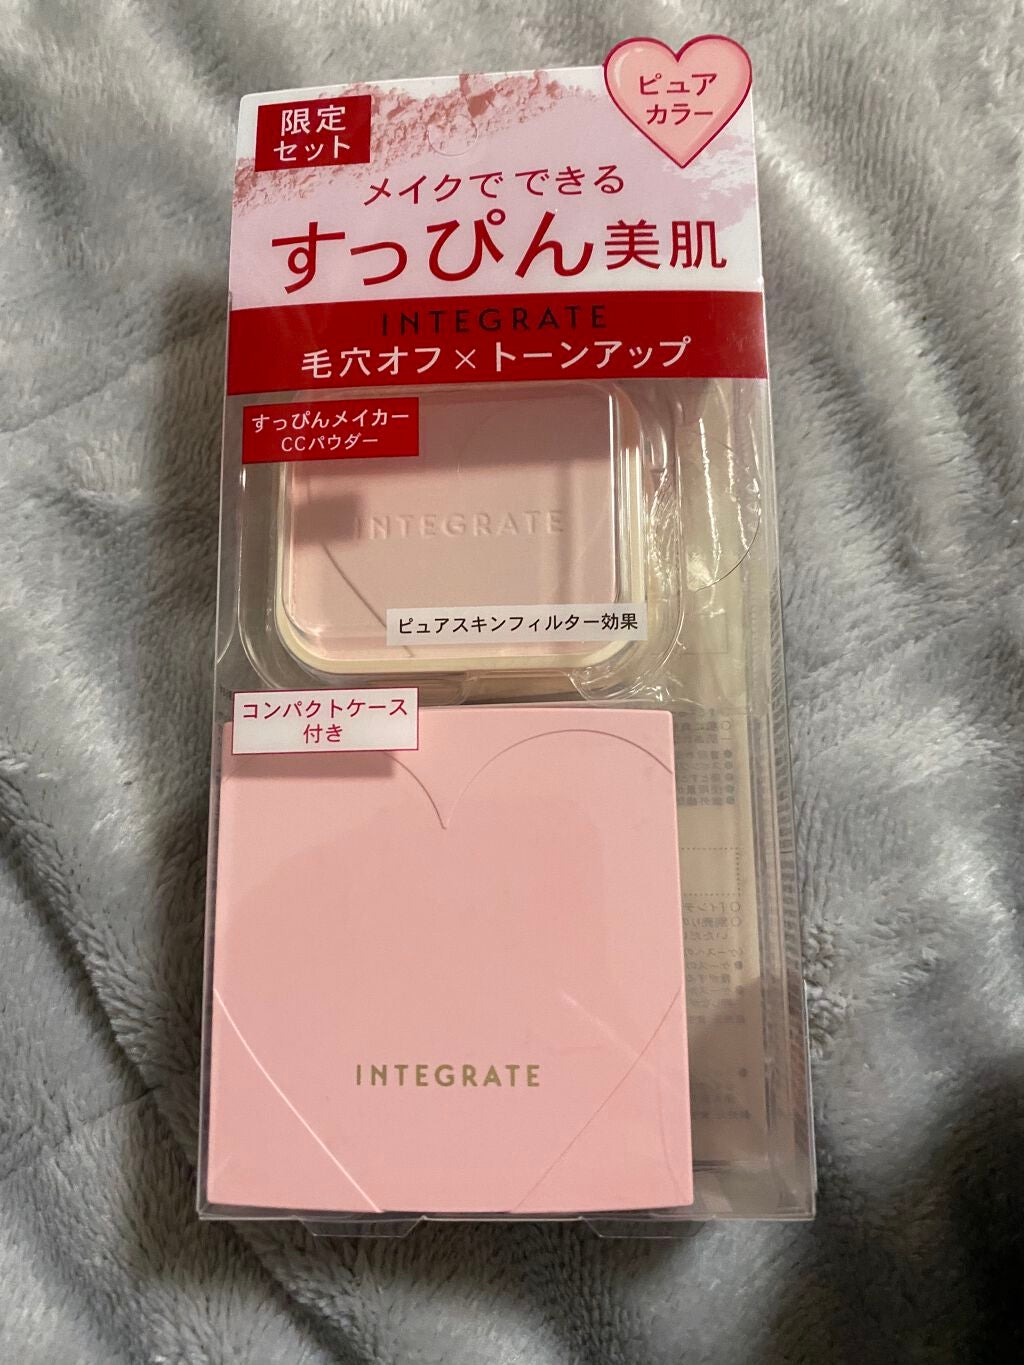 限定
セット
ピュア
カラー
メイクで できる
すっぴん美肌
INTEGRATE
毛穴オフ×トーンアップ
すっぴんメイカー
CCパウダー
INTEGRATE
ピュアスキンフィルター効果
コンパクトケース
付き
INTEGRATE